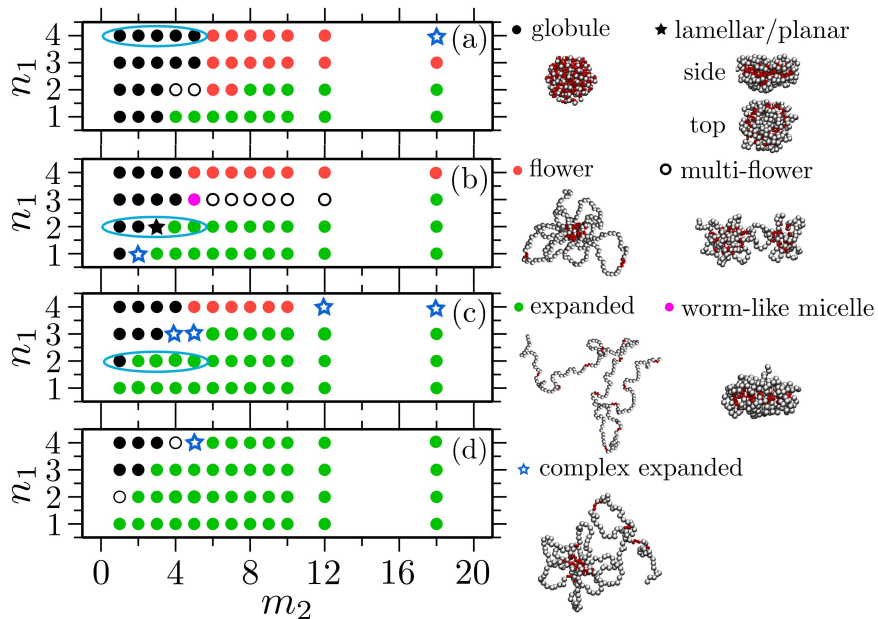 4
3
2
1
n₁
(a)
4
3
2
1
n₁
(b)
4
3
2
1
n₁
(c)
4
3
2
1
n₁
(d)
0 4 8 12 16 20
m₂
globule
lamellar/planar
side
top
flower
multi-flower
expanded
worm-like micelle
complex expanded